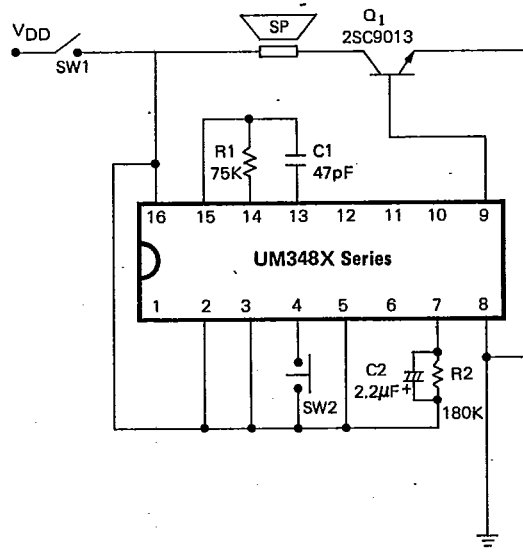 SP
Q1
2SC9013
VDD
SW1
R1
75K
C1
47pF
16 15 14 13 12 11 10 9
UM348X Series
1 2 3 4 5 6 7 8
C2
2.2μF+
R2
180K
SW2